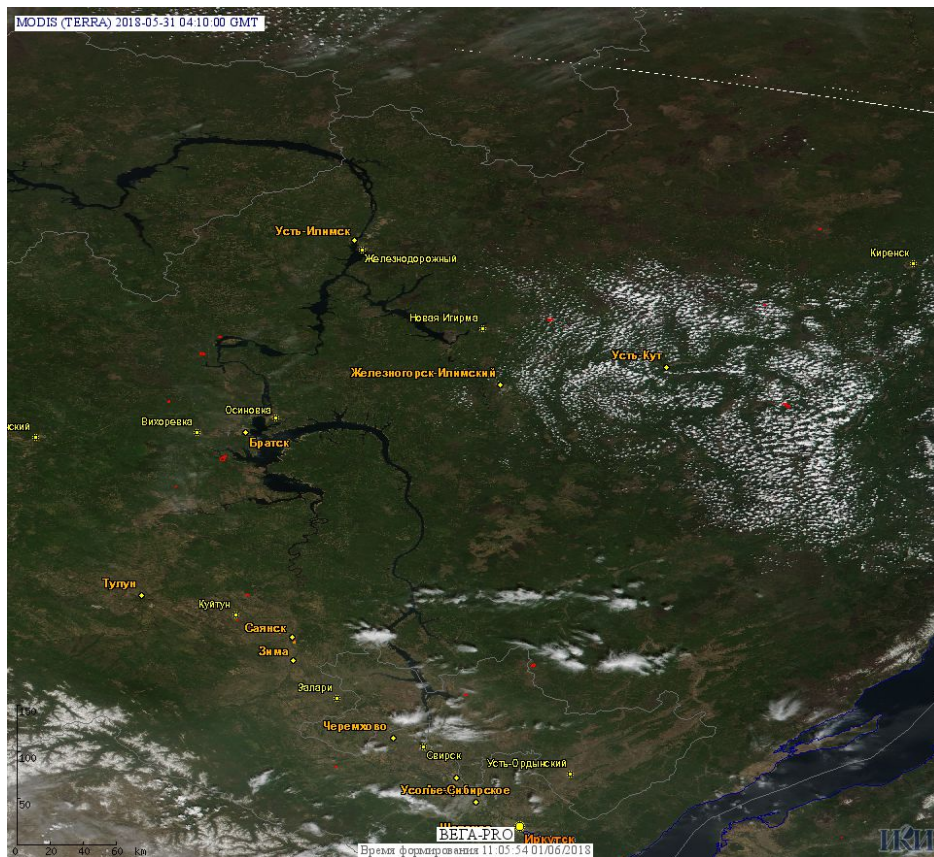 MODIS (TERRA) 2018-05-31 04:10:00 GMT
Усть-Илимск
Железнодорожный
Киренск
Новая Игирма
Усть-Кут
Железногорск-Илимский
Осиновка
Вихоревка
нский
Братск
Тулун
Куйтун
Саянск
Зима
Залари
Черемхово
Свирск
Усть-Ордынский
Усолье-Сибирское
ВЕГА-PRO
Иркутск
Время формирования 11:05:54 01/06/2018
ИКИ
100
50
0 20 40 60 km